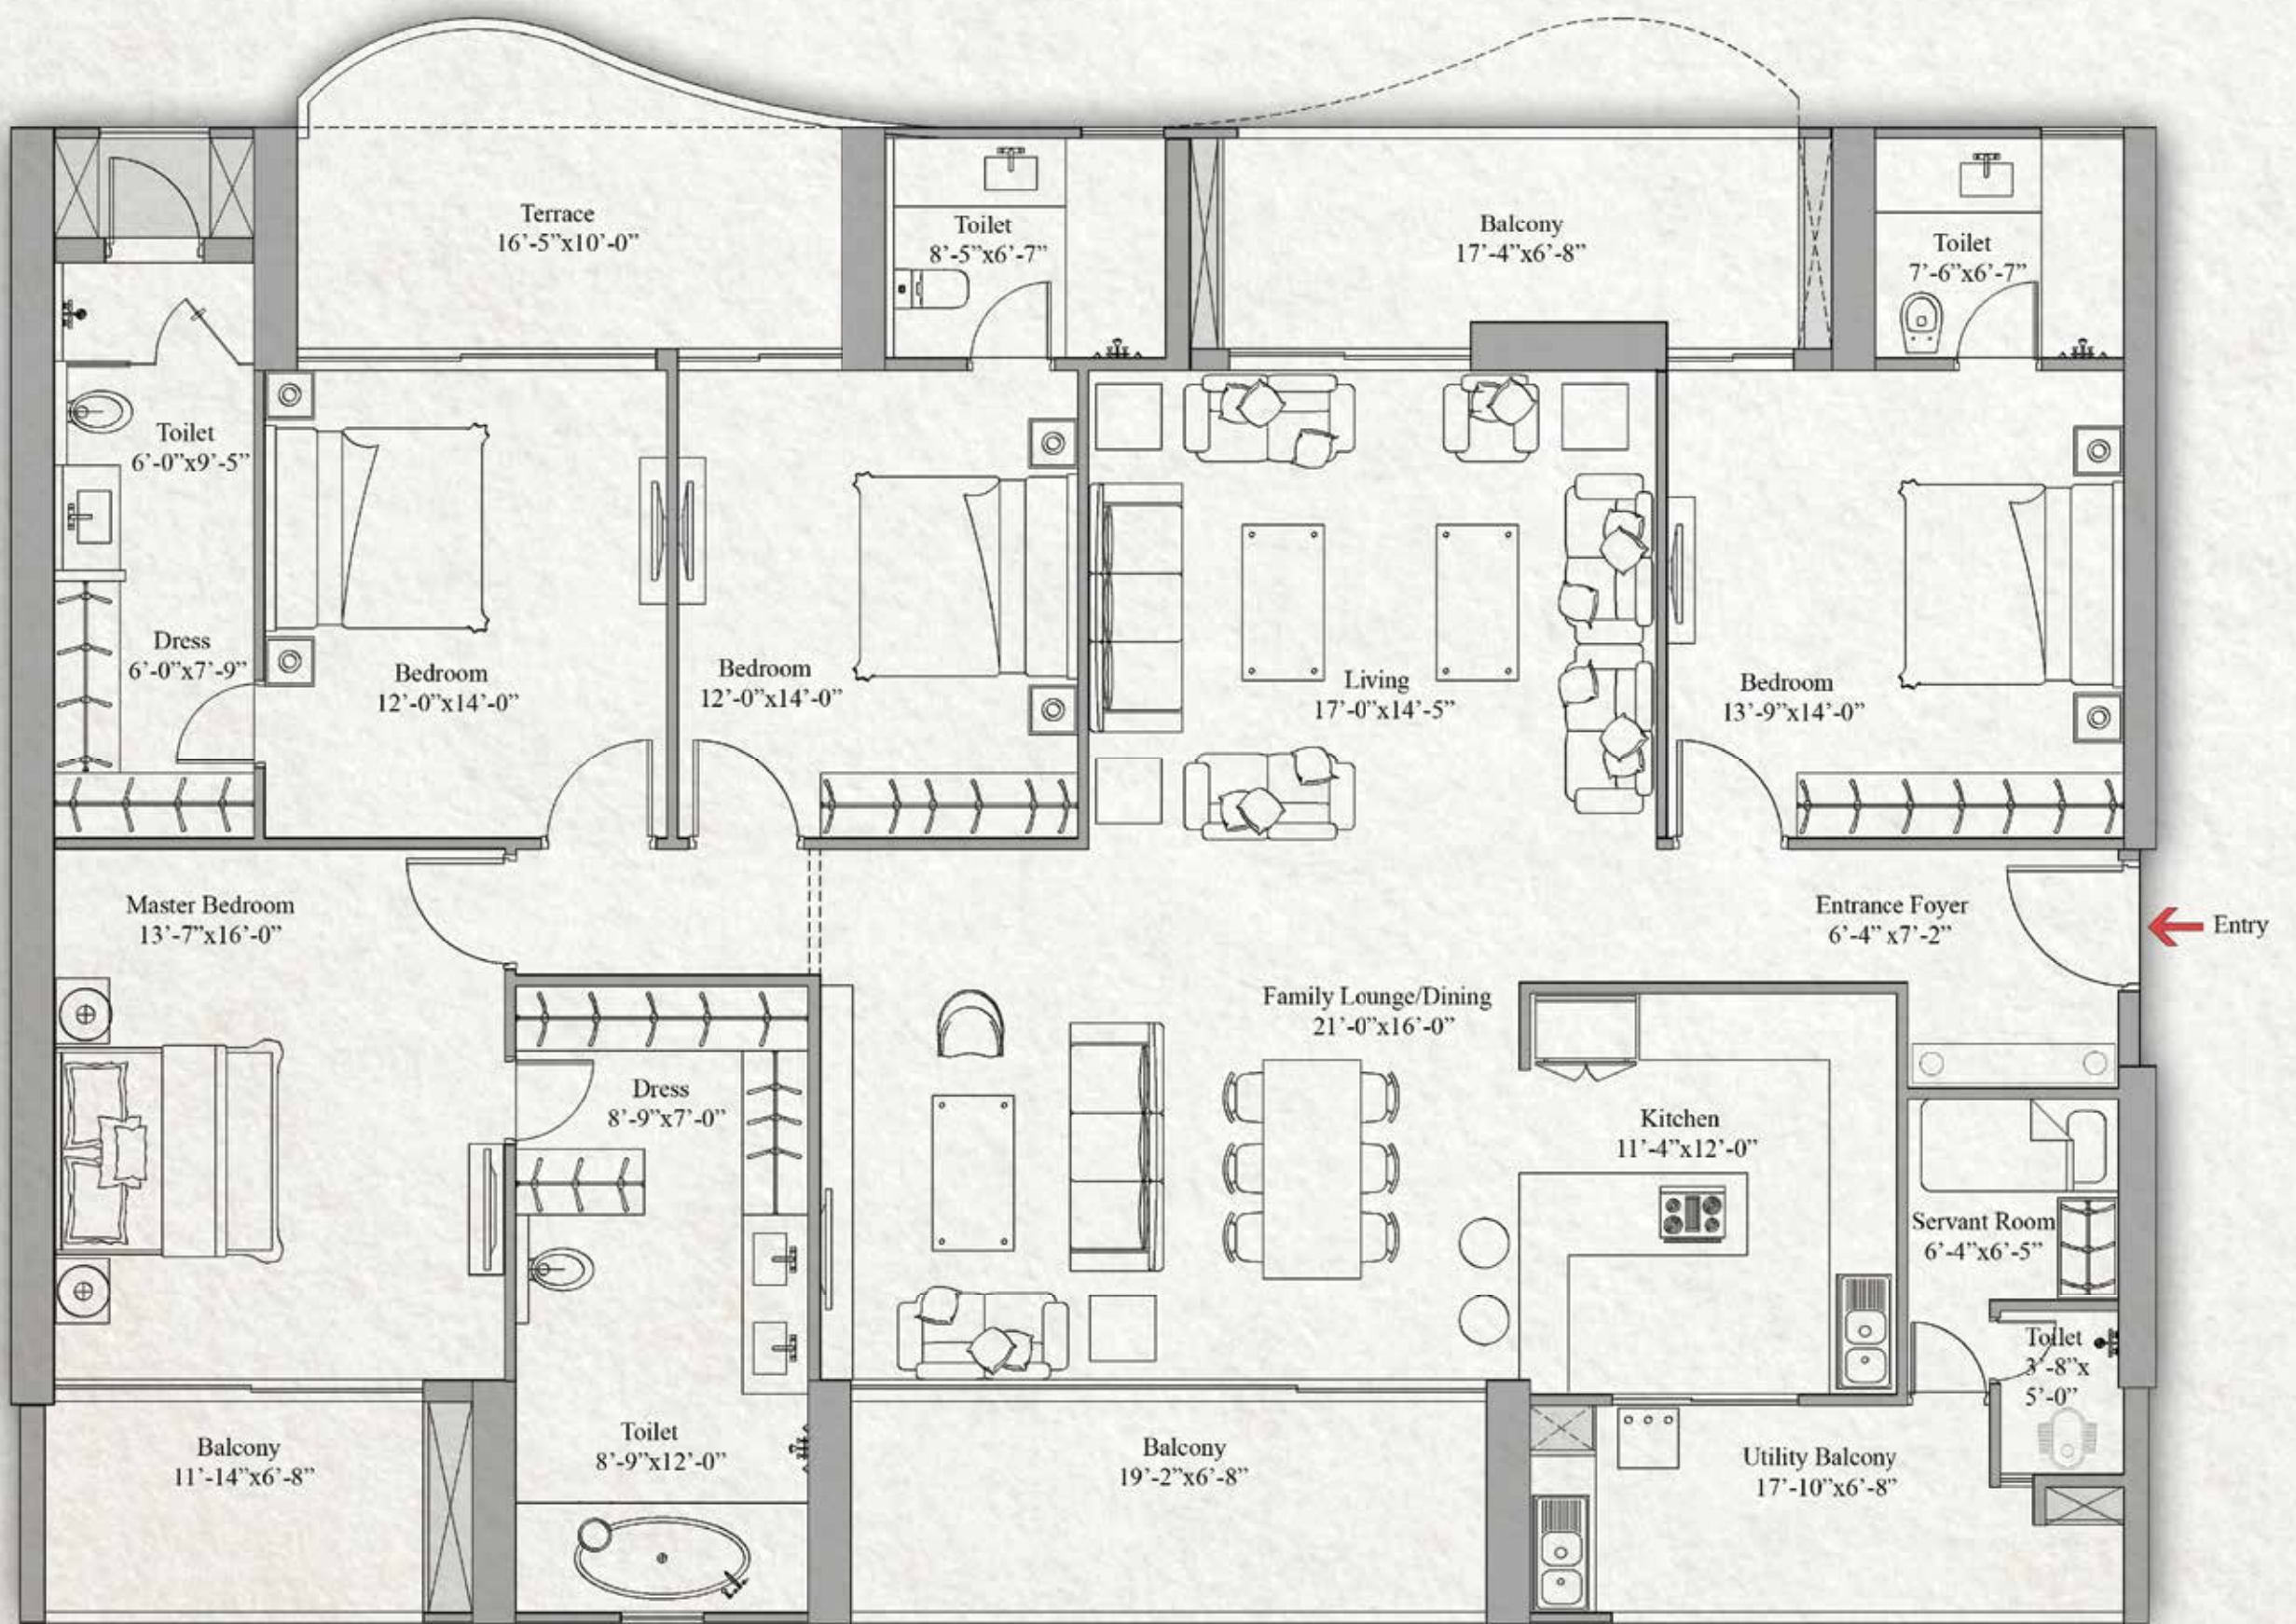 Terrace
16’-5”x10’-0”
Toilet
8’-5”x6’-7”
Balcony
17’-4”x6’-8”
Toilet
7’-6”x6’-7”
Toilet
6’-0”x9’-5”
Dress
6’-0”x7’-9”
Bedroom
12’-0”x14’-0”
Bedroom
12’-0”x14’-0”
Living
17’-0”x14’-5”
Bedroom
13’-9”x14’-0”
Master Bedroom
13’-7”x16’-0”
Entrance Foyer
6’-4” x7’-2”
Entry
Family Lounge/Dining
21’-0”x16’-0”
Dress
8’-9”x7’-0”
Kitchen
11’-4”x12’-0”
Servant Room
6’-4”x6’-5”
Toilet
3’-8”x
5’-0”
Balcony
11’-14”x6’-8”
Toilet
8’-9”x12’-0”
Balcony
19’-2”x6’-8”
Utility Balcony
17’-10”x6’-8”